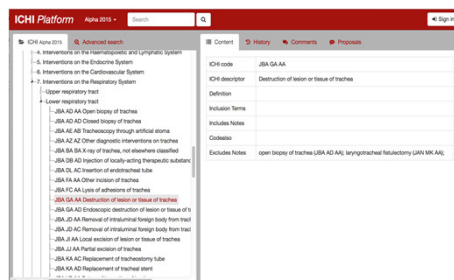 ICHI Platform Alpha 2015 Search Sign in
ICHI Alpha 2015 Advanced search
Content History Comments Proposals
4. Interventions on the Haematopoietic and Lymphatic System
5. Interventions on the Endocrine System
6. Interventions on the Cardiovascular System
7. Interventions on the Respiratory System
Upper respiratory tract
Lower respiratory tract
JBA AD AA Open biopsy of trachea
JBA AD AD Closed biopsy of trachea
JBA AE AB Tracheoscopy through artificial stoma
JBA AZ AZ Other diagnostic interventions on trachea
JBA BA BX X-ray of trachea, not elsewhere classified
JBA DB AD Injection of locally-acting therapeutic substanc
JBA DL AC Insertion of endotracheal tube
JBA FA AA Other incision of trachea
JBA FC AA Lysis of adhesions of trachea
JBA GA AA Destruction of lesion or tissue of trachea
JBA GA AD Endoscopic destruction of lesion or tissue of tr
JBA JD AA Removal of intraluminal foreign body from trac
JBA JD AC Removal of intraluminal foreign body from trac
JBA JI AA Local excision of lesion or tissue of trachea
JBA JJ AA Partial excision of trachea
JBA KA AC Replacement of tracheostomy tube
JBA KA AD Replacement of tracheal stent
ICHI code JBA GA AA
ICHI descriptor Destruction of lesion or tissue of trachea
Definition
Inclusion Terms
Includes Notes
Codealso
Excludes Notes open biopsy of trachea (JBA AD AA); laryngotracheal fistulectomy (JAN MK AA);